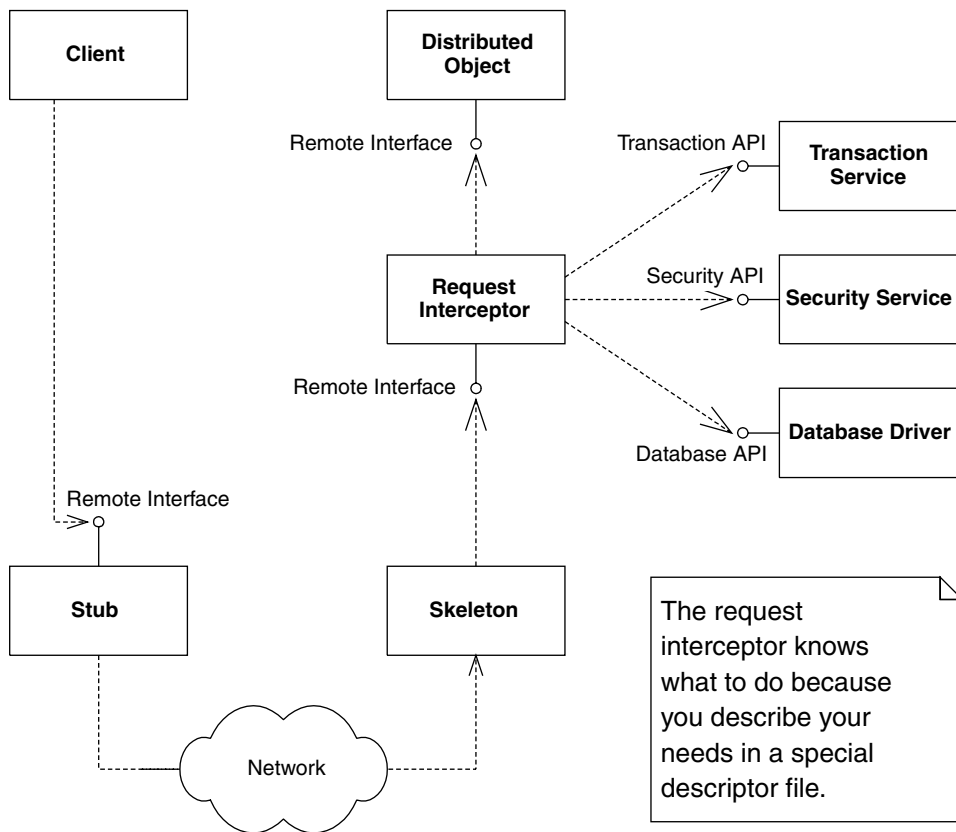 Client
Distributed
Object
Remote Interface
Transaction API
Transaction
Service
Request
Interceptor
Security API
Security Service
Remote Interface
Database API
Database Driver
Remote Interface
Stub
Skeleton
Network
The request
interceptor knows
what to do because
you describe your
needs in a special
descriptor file.